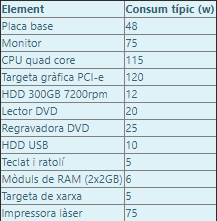 Element Consum típic (w)
Placa base 48
Monitor 75
CPU quad core 115
Targeta gràfica PCI-e 120
HDD 300GB 7200rpm 12
Lector DVD 20
Regravadora DVD 25
HDD USB 10
Teclat i ratolí 5
Mòduls de RAM (2x2GB) 6
Targeta de xarxa 5
Impressora làser 75